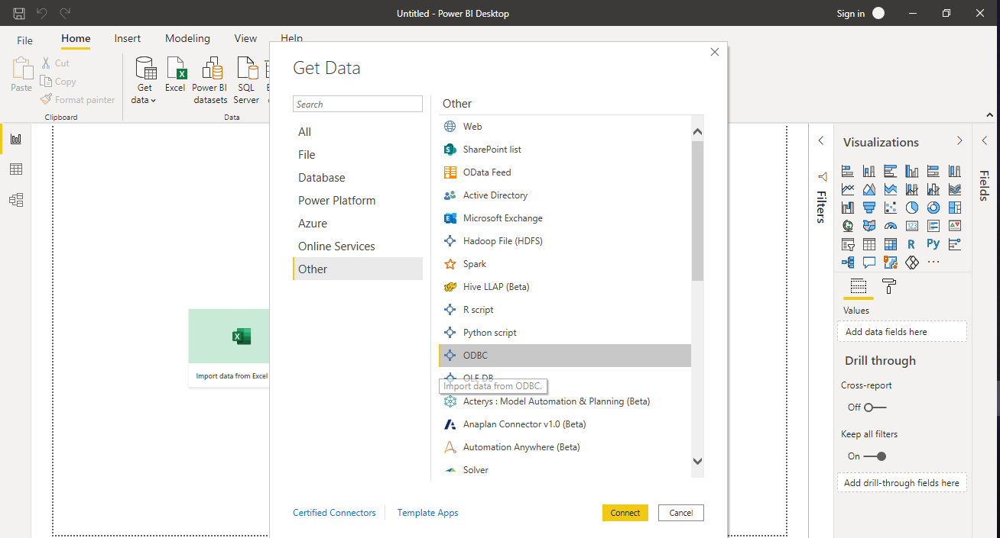 Untitled - Power BI Desktop
Sign in
File
Home
Insert
Modeling
View
Help
Paste
Cut
Copy
Format painter
Clipboard
Get data
Excel
Power BI datasets
SQL Server
Data
Import data from Excel
Get Data
Search
All
File
Database
Power Platform
Azure
Online Services
Other
Other
Web
SharePoint list
OData Feed
Active Directory
Microsoft Exchange
Hadoop File (HDFS)
Spark
Hive LLAP (Beta)
R script
Python script
ODBC
OLE DB
Import data from ODBC.
Acterys : Model Automation & Planning (Beta)
Anaplan Connector v1.0 (Beta)
Automation Anywhere (Beta)
Solver
Certified Connectors
Template Apps
Connect
Cancel
Filters
Visualizations
123
R
Py
Values
Add data fields here
Drill through
Cross-report
Off
Keep all filters
On
Add drill-through fields here
Fields